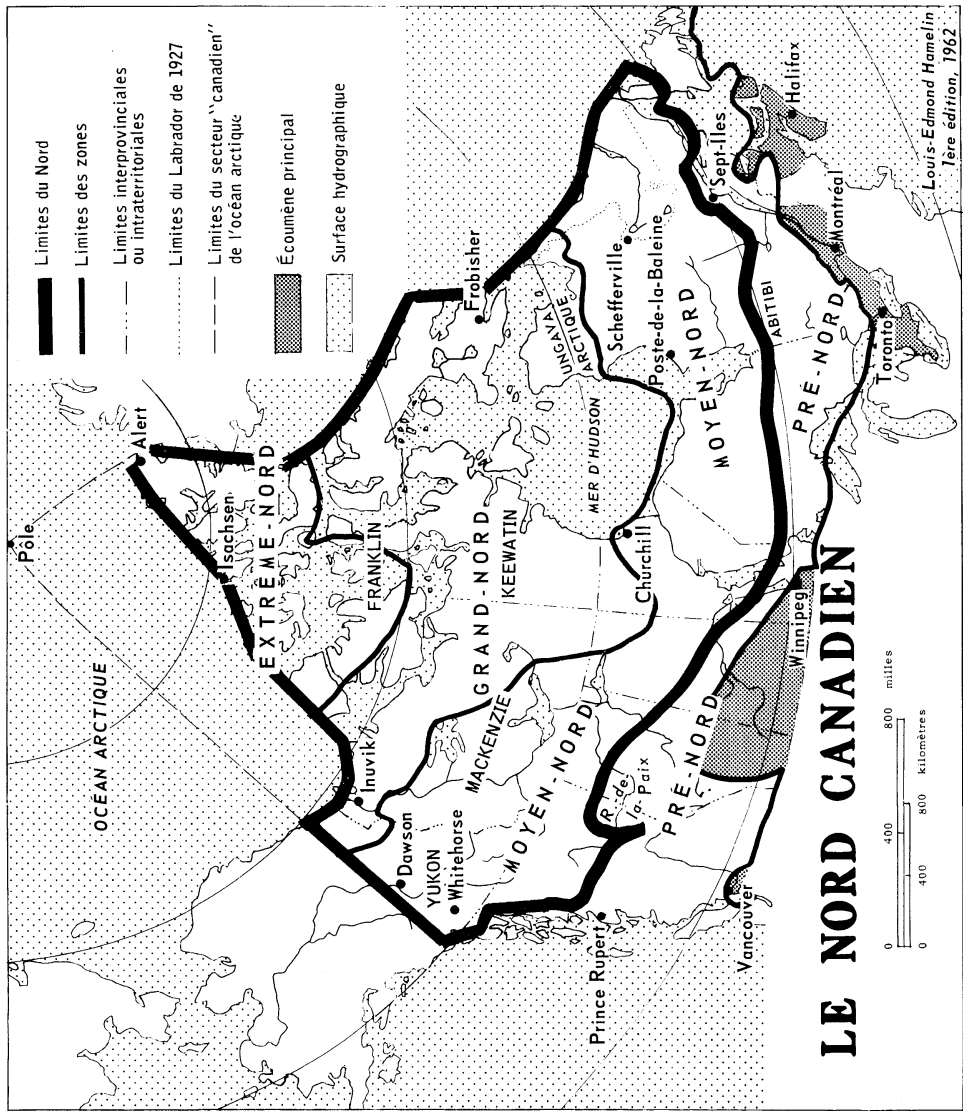 Limites du Nord
Limites des zones
Limites interprovinciales
ou intraterritoriales
Limites du Labrador de 1927
Limites du secteur "canadien"
de l'océan arctique
Écoumène principal
Surface hydrographique
Pôle
Alert
OCÉAN ARCTIQUE
Isachsen
EXTRÊME-NORD
FRANKLIN
Frobisher
Inuvik
GRAND-NORD
KEEWATIN
UNGAVA
ARCTIQUE
Dawson
YUKON
Whitehorse
MACKENZIE
MER D'HUDSON
Schefferville
Poste-de-la-Baleine
MOYEN-NORD
Churchill
MOYEN-NORD
Sept-Iles
Prince Rupert
R.-de-
la-Paix
PRÉ-NORD
ABITIBI
PRÉ-NORD
Halifax
Montréal
Toronto
Winnipeg
Vancouver
LE NORD CANADIEN
0 400 800 milles
0 400 800 kilomètres
Louis-Edmond Hamelin
1ère édition, 1962